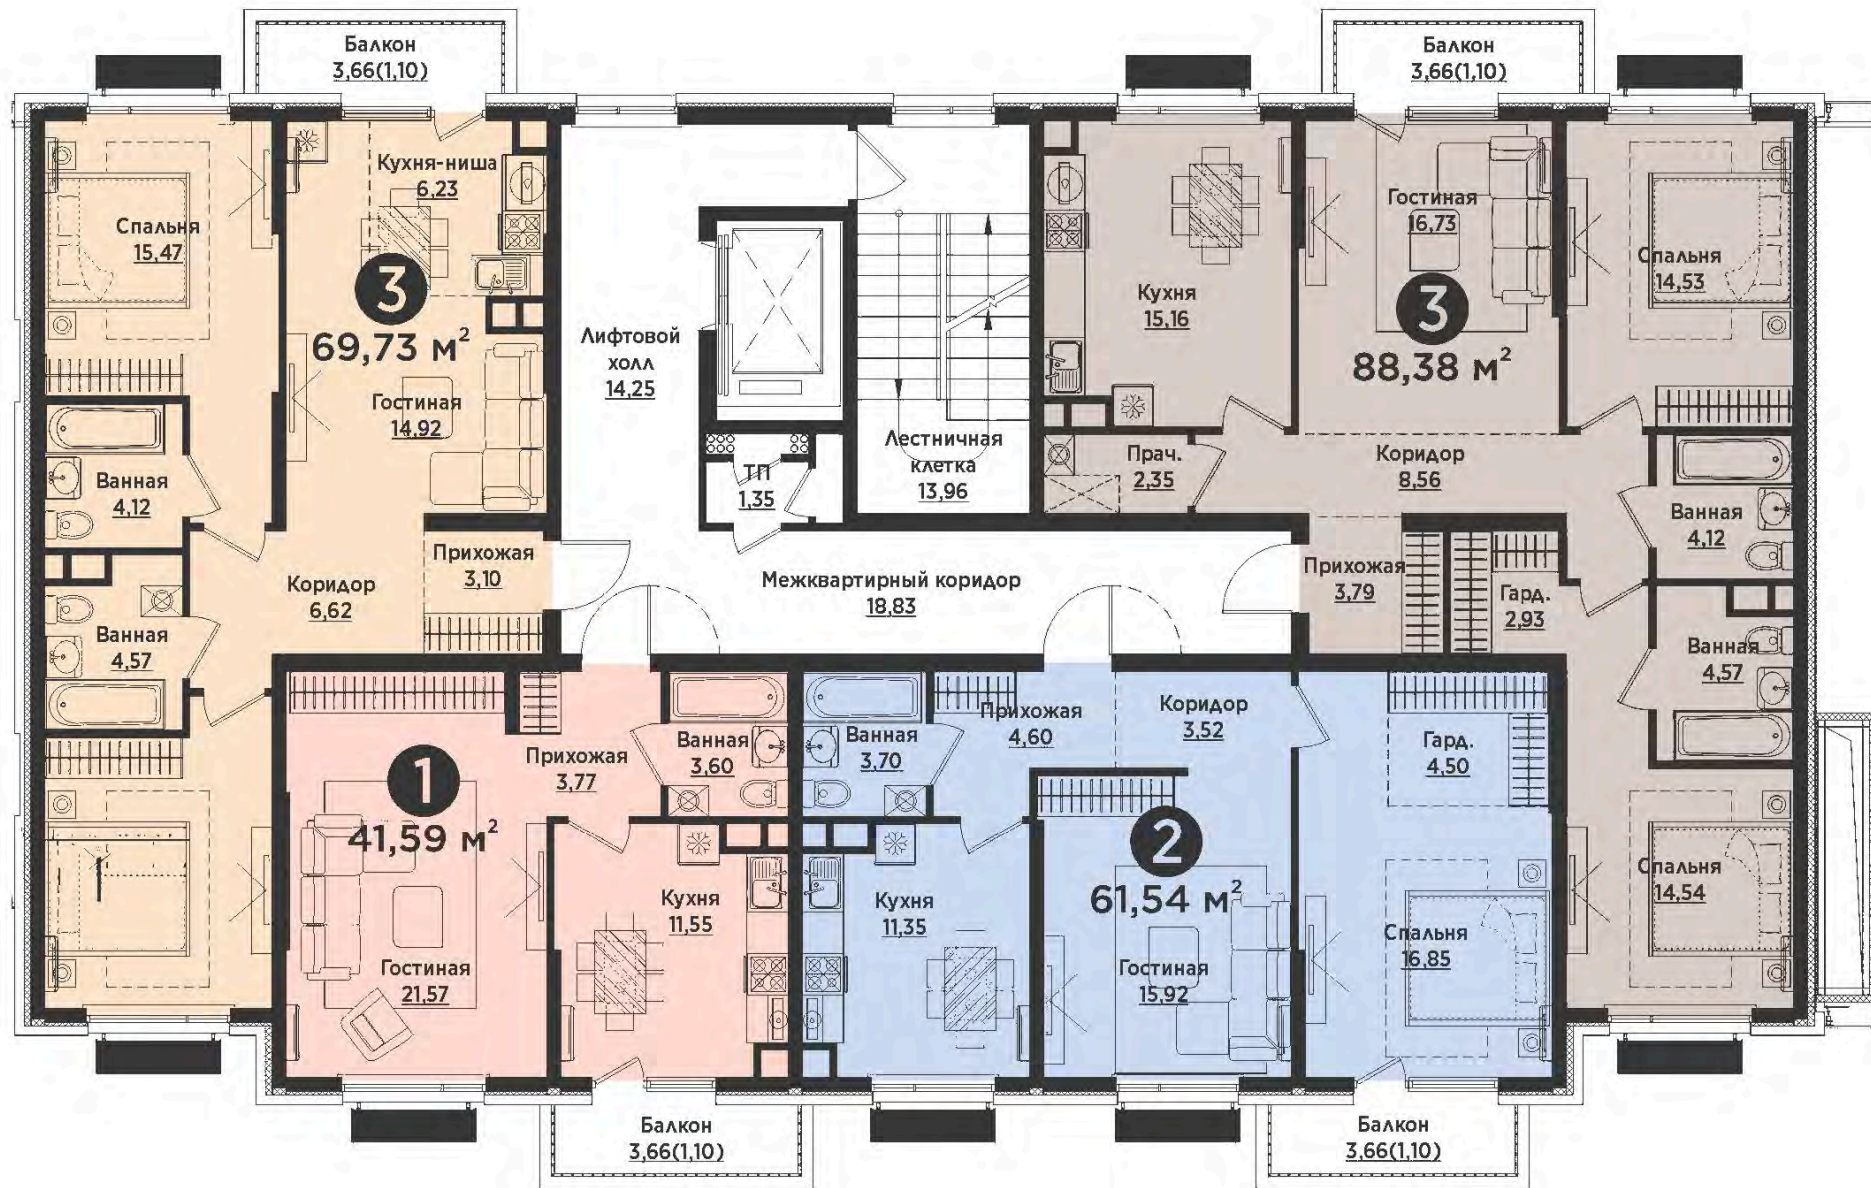 Балкон
3,66(1,10)
Балкон
3,66(1,10)
Спальня
15,47
Кухня-ниша
6,23
3
69,73 м²
Гостиная
14,92
Ванная
4,12
Ванная
4,57
Коридор
6,62
Прихожая
3,10
Лифтовой
холл
14,25
ТП
1,35
Лестничная
клетка
13,96
Межквартирный коридор
18,83
Кухня
15,16
Гостиная
16,73
3
88,38 м²
Спальня
14,53
Прач.
2,35
Коридор
8,56
Ванная
4,12
Прихожая
3,79
Гард.
2,93
Ванная
4,57
Спальня
14,54
1
41,59 м²
Прихожая
3,77
Ванная
3,60
Гостиная
21,57
Кухня
11,55
Ванная
3,70
Прихожая
4,60
Коридор
3,52
Кухня
11,35
2
61,54 м²
Гостиная
15,92
Гард.
4,50
Спальня
16,85
Балкон
3,66(1,10)
Балкон
3,66(1,10)